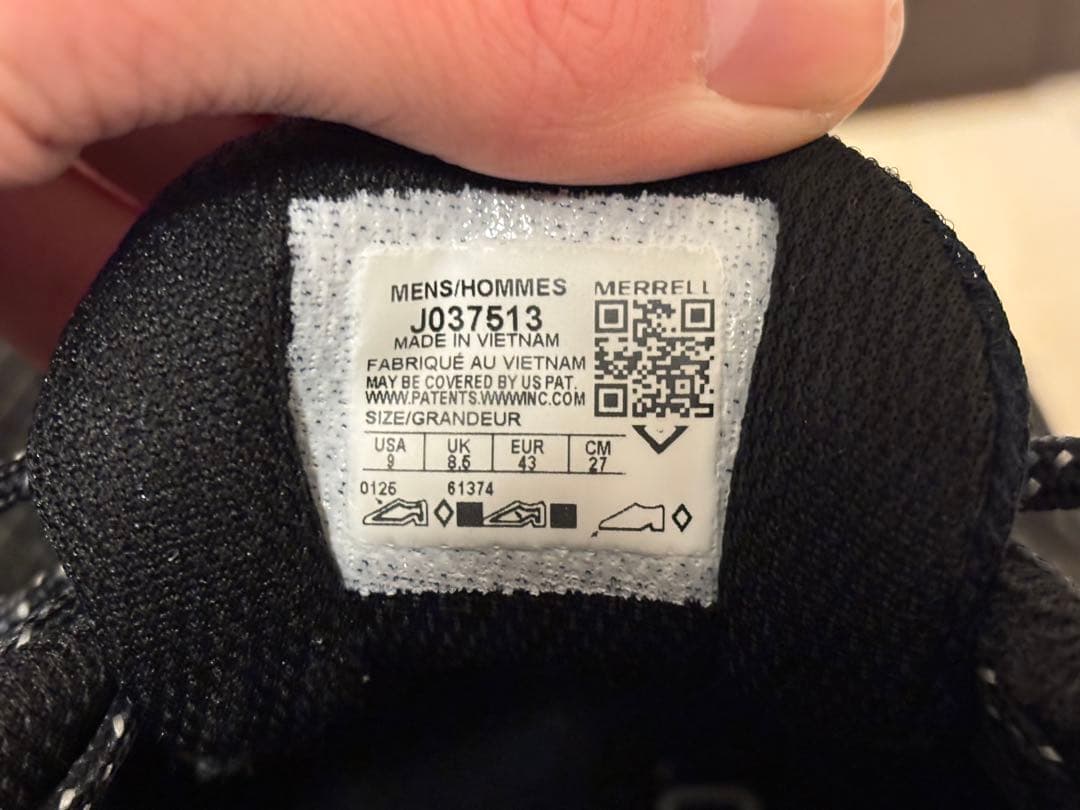 MENS/HOMMES
MERRELL
J037513
MADE IN VIETNAM
FABRIQUÉ AU VIETNAM
MAY BE COVERED BY US PAT.
WWW.PATENTS.WWWINC.COM
SIZE/GRANDEUR
USA UK EUR CM
9 8.5 43 27
0125 61374